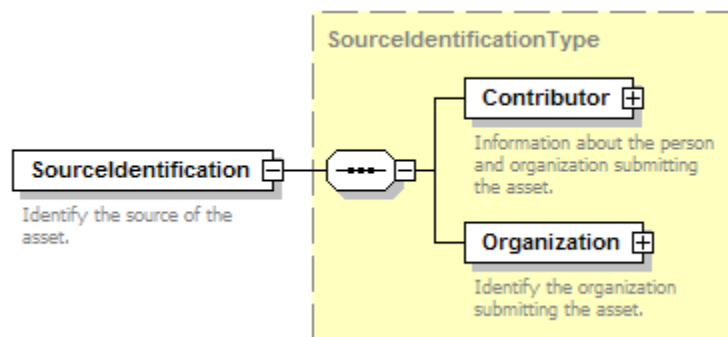 SourceIdentificationType
Contributor
Information about the person
and organization submitting
the asset.
SourceIdentification
Identify the source of the
asset.
Organization
Identify the organization
submitting the asset.